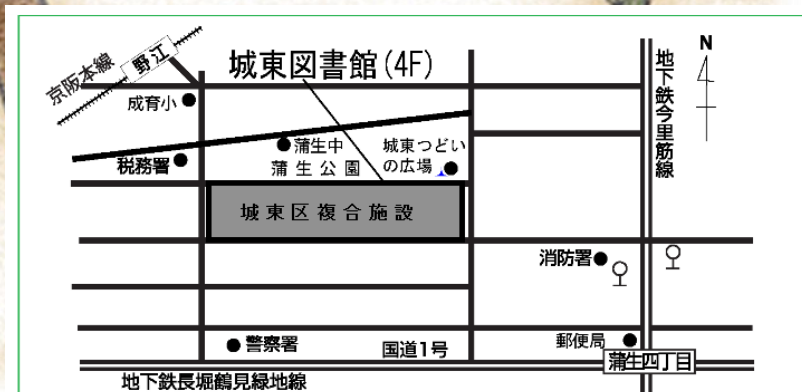 城東図書館(4F)
N
京阪本線
野江
地下鉄今里筋線
成育小
蒲生中
蒲生公園
城東つどい
の広場
税務署
城東区複合施設
消防署
警察署
国道1号
郵便局
蒲生四丁目
地下鉄長堀鶴見緑地線